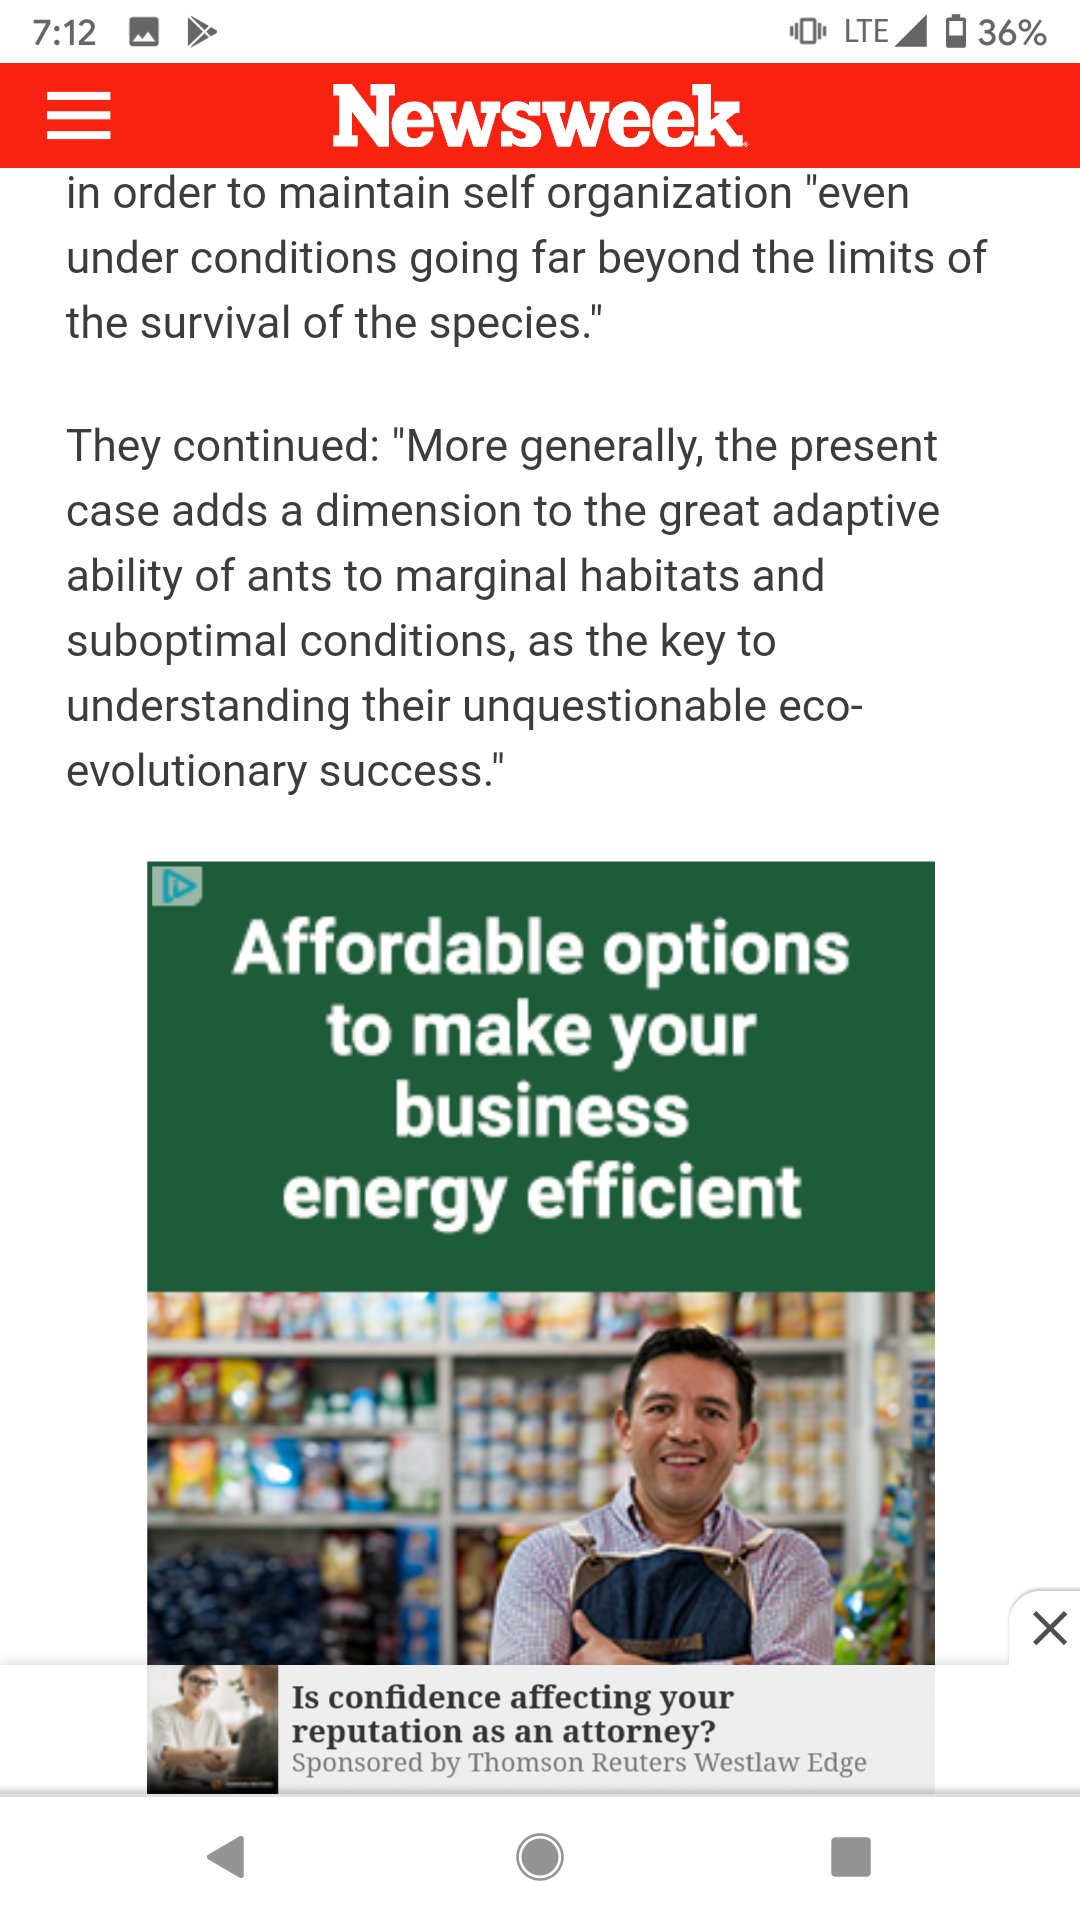 7:12 LTE 36%
Newsweek
in order to maintain self organization "even
under conditions going far beyond the limits of
the survival of the species."
They continued: "More generally, the present
case adds a dimension to the great adaptive
ability of ants to marginal habitats and
suboptimal conditions, as the key to
understanding their unquestionable eco-
evolutionary success."
Affordable options
to make your
business
energy efficient
Is confidence affecting your
reputation as an attorney?
Sponsored by Thomson Reuters Westlaw Edge